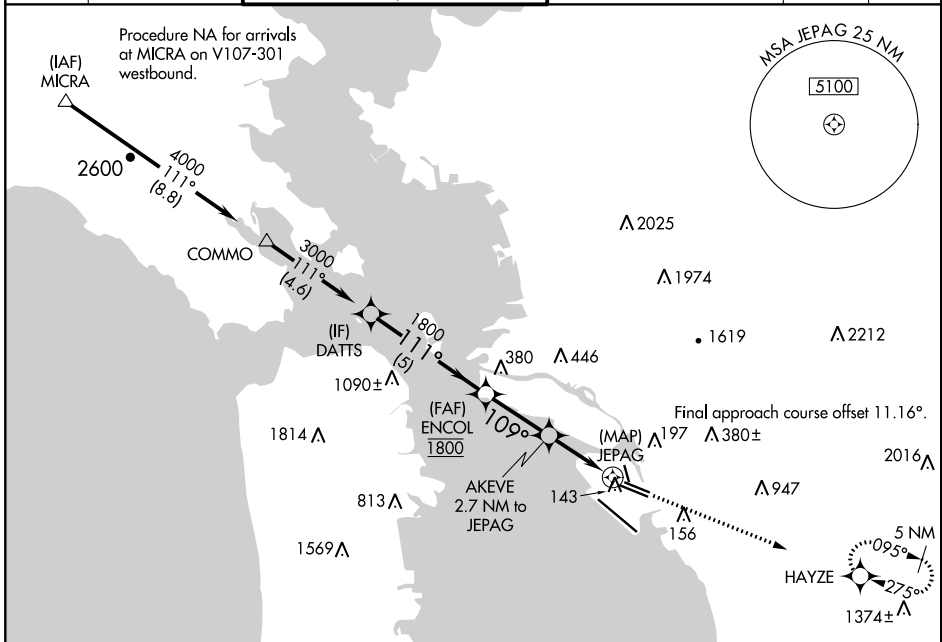 Procedure NA for arrivals
at MICRA on V107-301
westbound.
(IAF)
MICRA
MSA JEPAG 25 NM
5100
2600
4000
111°
(8.8)
COMMO
3000
111°
(4.6)
2025
1974
(IF)
DATTS
1800
111°
(5)
1619
2212
380
446
1090±
(FAF)
ENCOL
1800
109°
Final approach course offset 11.16°.
1814
(MAP)
JEPAG
197
380±
2016
AKEVE
2.7 NM to
JEPAG
143
947
813
156
1569
5 NM
095°
HAYZE
275°
1374±